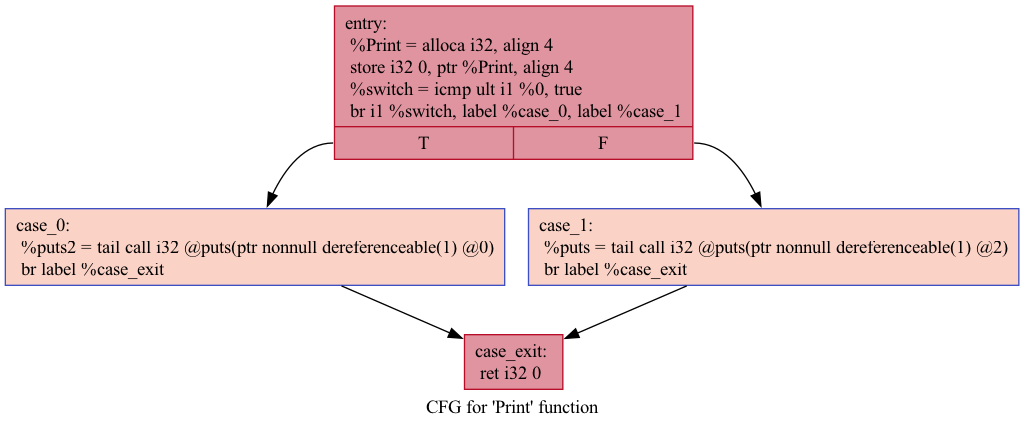 entry:
%Print = alloca i32, align 4
store i32 0, ptr %Print, align 4
%switch = icmp ult i1 %0, true
br i1 %switch, label %case_0, label %case_1
T
F
case_0:
%puts2 = tail call i32 @puts(ptr nonnull dereferenceable(1) @0)
br label %case_exit
case_1:
%puts = tail call i32 @puts(ptr nonnull dereferenceable(1) @2)
br label %case_exit
case_exit:
ret i32 0
CFG for 'Print' function